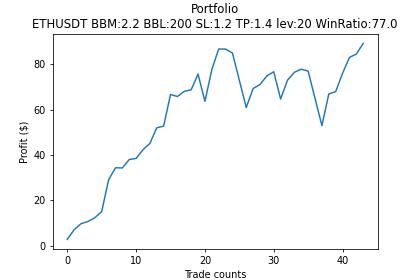 Portfolio
ETHUSDT BBM:2.2 BBL:200 SL:1.2 TP:1.4 lev:20 WinRatio:77.0
Profit ($)
80
60
40
20
0
0 10 20 30 40
Trade counts